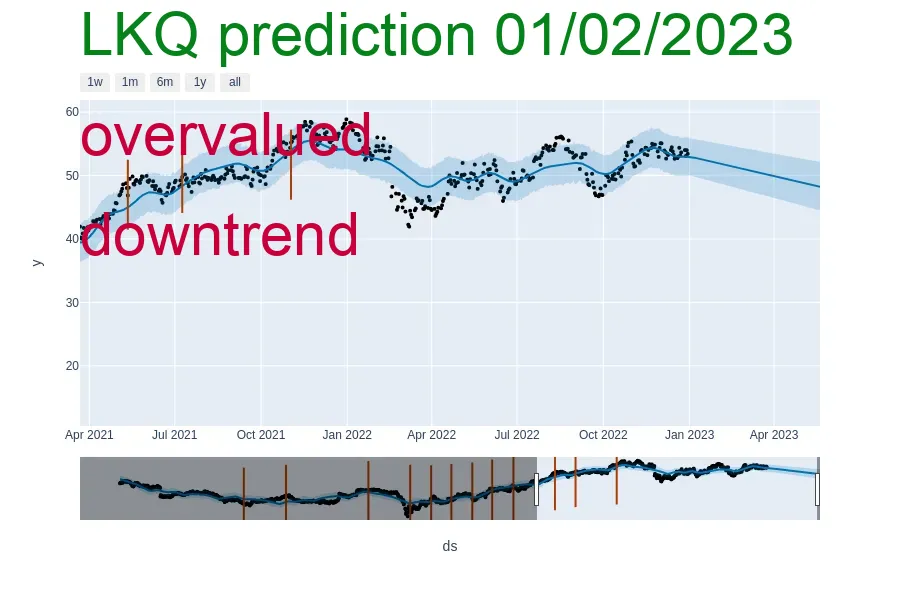 LKQ prediction 01/02/2023
1w 1m 6m 1y all
60
overvalued
50
downtrend
40
y
30
20
Apr 2021 Jul 2021 Oct 2021 Jan 2022 Apr 2022 Jul 2022 Oct 2022 Jan 2023 Apr 2023
ds